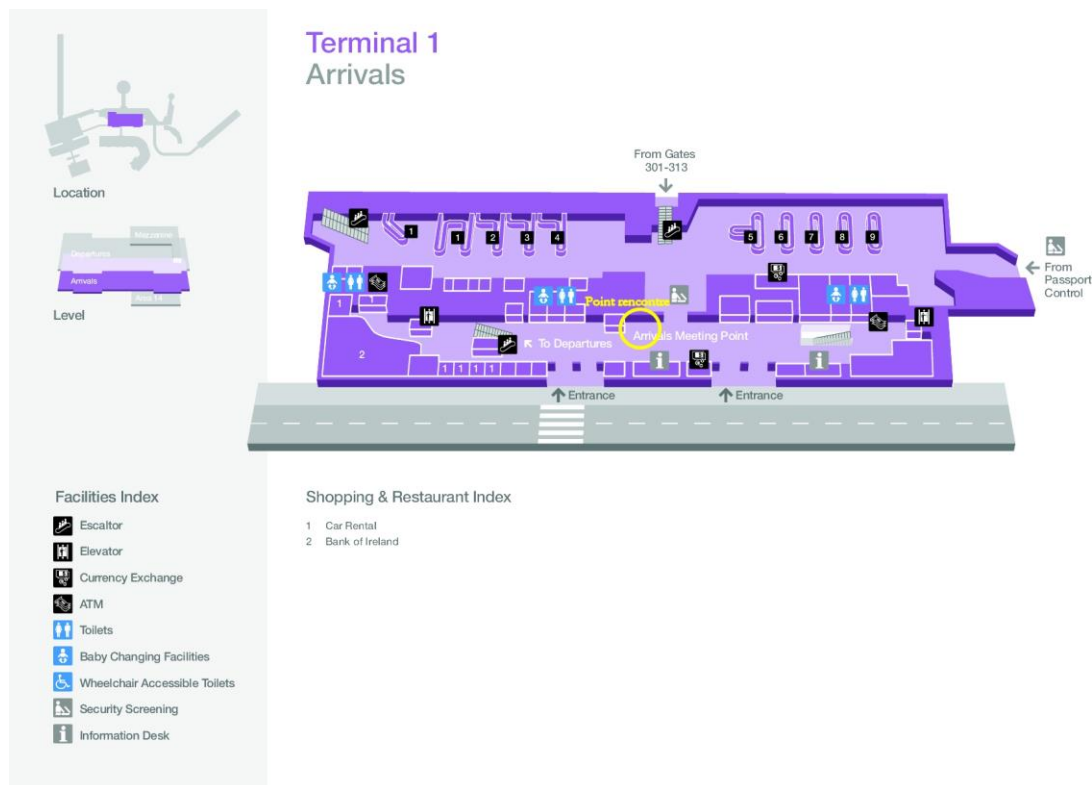 Terminal 1
Arrivals
Location
Mezzanine
Departures
Arrivals
Area 14
Level
From Gates
301-313
1
1
2
3
4
5
6
7
8
9
From
Passport
Control
1
1
Point rencontre
2
To Departures
Arrivals Meeting Point
1 1 1 1
Entrance
Entrance
Facilities Index
Escaltor
Elevator
Currency Exchange
ATM
Toilets
Baby Changing Facilities
Wheelchair Accessible Toilets
Security Screening
Information Desk
Shopping & Restaurant Index
1 Car Rental
2 Bank of Ireland